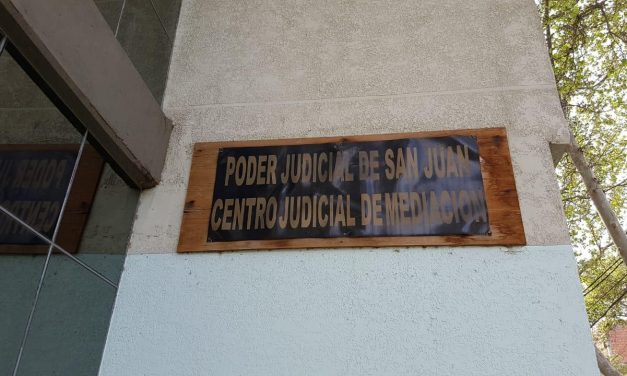 PODER JUDICIAL DE SAN JUAN
CENTRO JUDICIAL DE MEDIACION